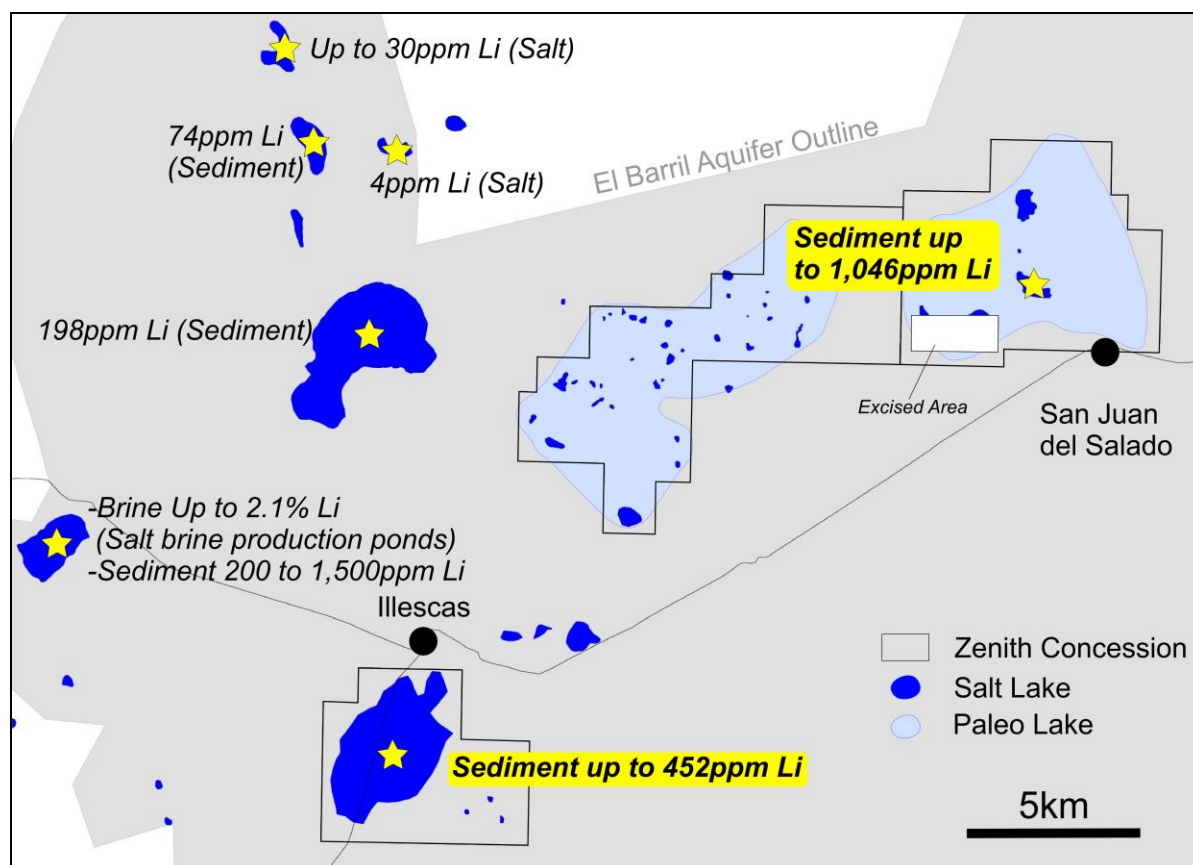 Up to 30ppm Li (Salt)
74ppm Li
(Sediment)
4ppm Li (Salt)
El Barril Aquifer Outline
Sediment up
to 1,046ppm Li
198ppm Li (Sediment)
Excised Area
San Juan
del Salado
-Brine Up to 2.1% Li
(Salt brine production ponds)
-Sediment 200 to 1,500ppm Li
Illescas
Zenith Concession
Salt Lake
Paleo Lake
Sediment up to 452ppm Li
5km